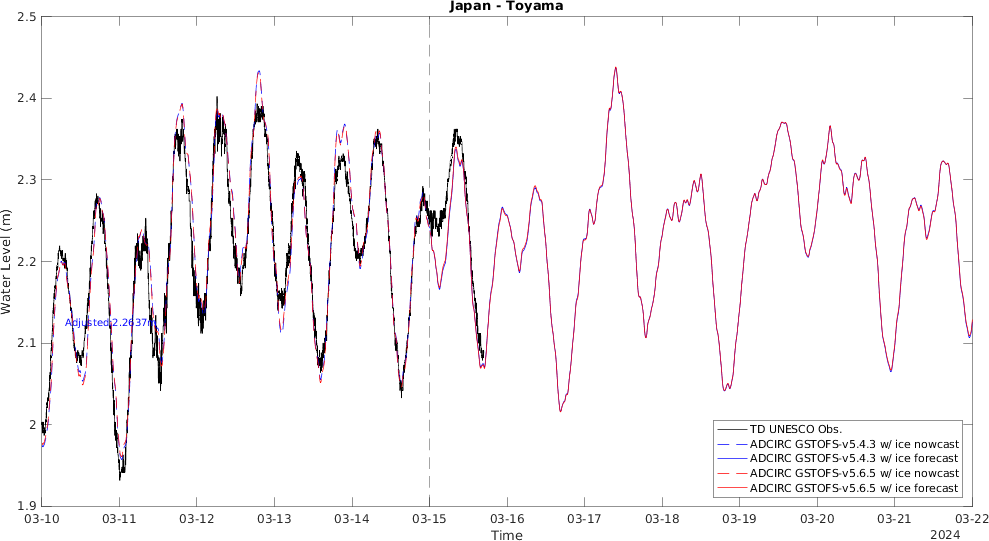 Japan - Toyama
2.5
2.4
2.3
2.2
2.1
2
1.9
Water Level (m)
Adjusted:2.2637m
03-10 03-11 03-12 03-13 03-14 03-15 03-16 03-17 03-18 03-19 03-20 03-21 03-22
Time
2024
TD UNESCO Obs.
ADCIRC GSTOFS-v5.4.3 w/ ice nowcast
ADCIRC GSTOFS-v5.4.3 w/ ice forecast
ADCIRC GSTOFS-v5.6.5 w/ ice nowcast
ADCIRC GSTOFS-v5.6.5 w/ ice forecast